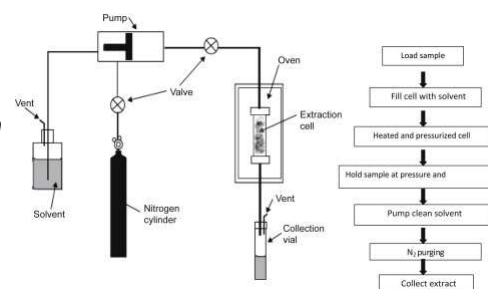 Pump
Vent
Solvent
Valve
Nitrogen
cylinder
Oven
Extraction
cell
Vent
Collection
vial
Load sample
Fill cell with solvent
Heated and pressurized cell
Hold sample at pressure and
Pump clean solvent
N₂ purging
Collect extract